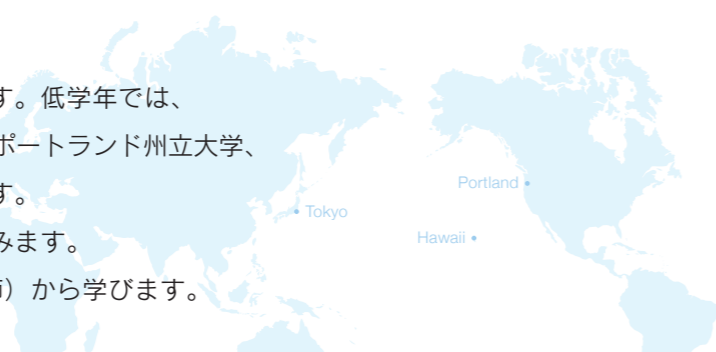 す。低学年では、
ポートランド州立大学、
す。
みます。
から学びます。
Portland
Tokyo
Hawaii